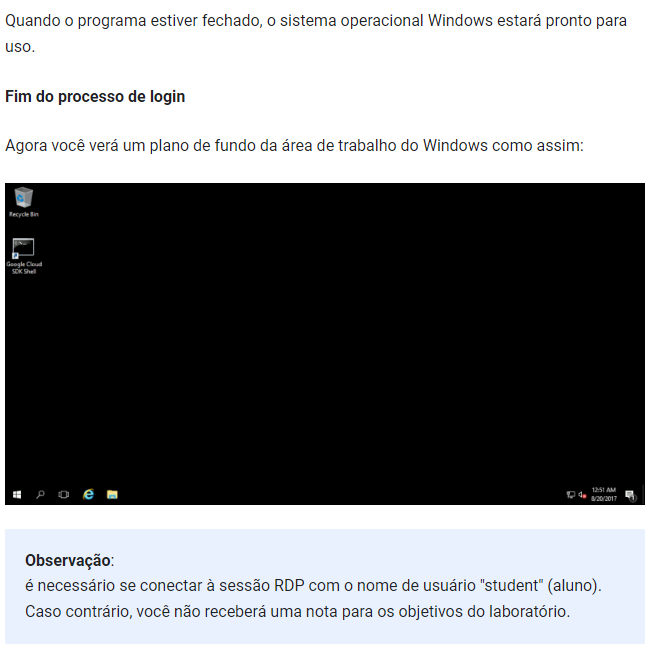 Quando o programa estiver fechado, o sistema operacional Windows estará pronto para
uso.
Fim do processo de login
Agora você verá um plano de fundo da área de trabalho do Windows como assim:
Recycle Bin
Google Cloud
SDK Shell
12:51 AM
8/20/2017
Observação:
é necessário se conectar à sessão RDP com o nome de usuário "student" (aluno).
Caso contrário, você não receberá uma nota para os objetivos do laboratório.